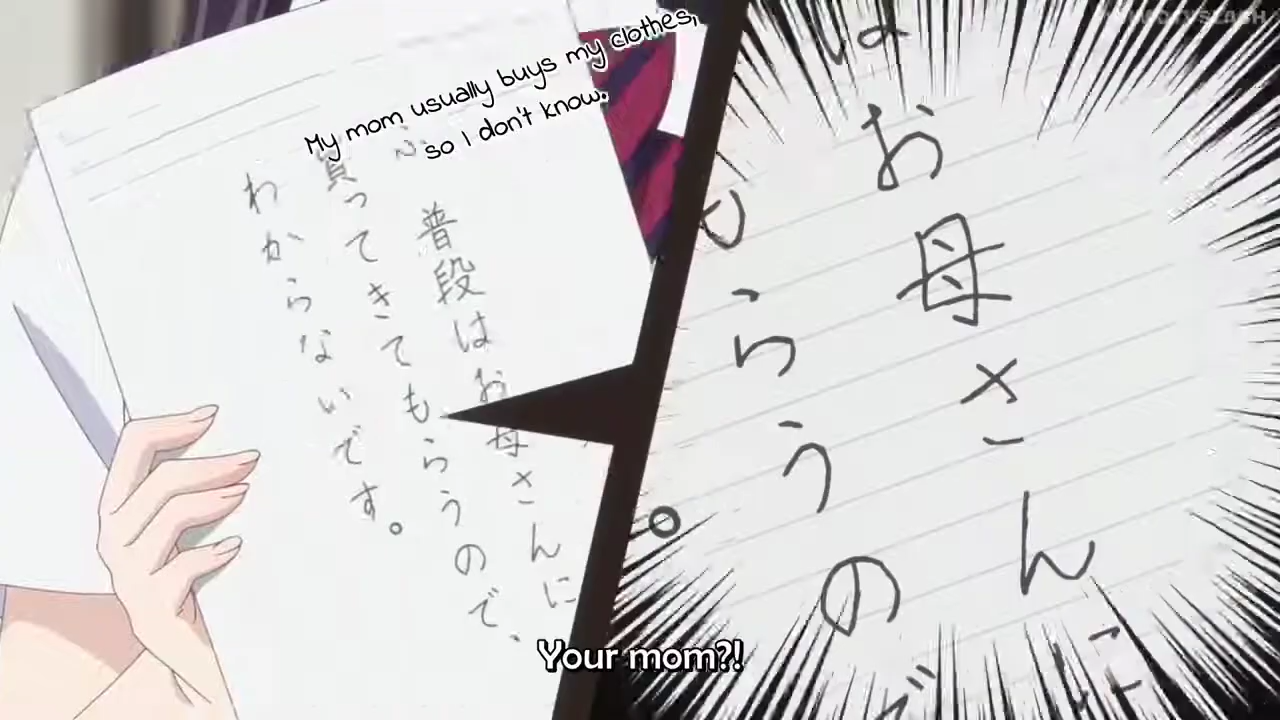 My mom usually buys my clothes,
so I don't know.
普段はお母さんに
買ってきてもらうので、
わからないです。
は お母さんに
もらうので
。
Your mom?!